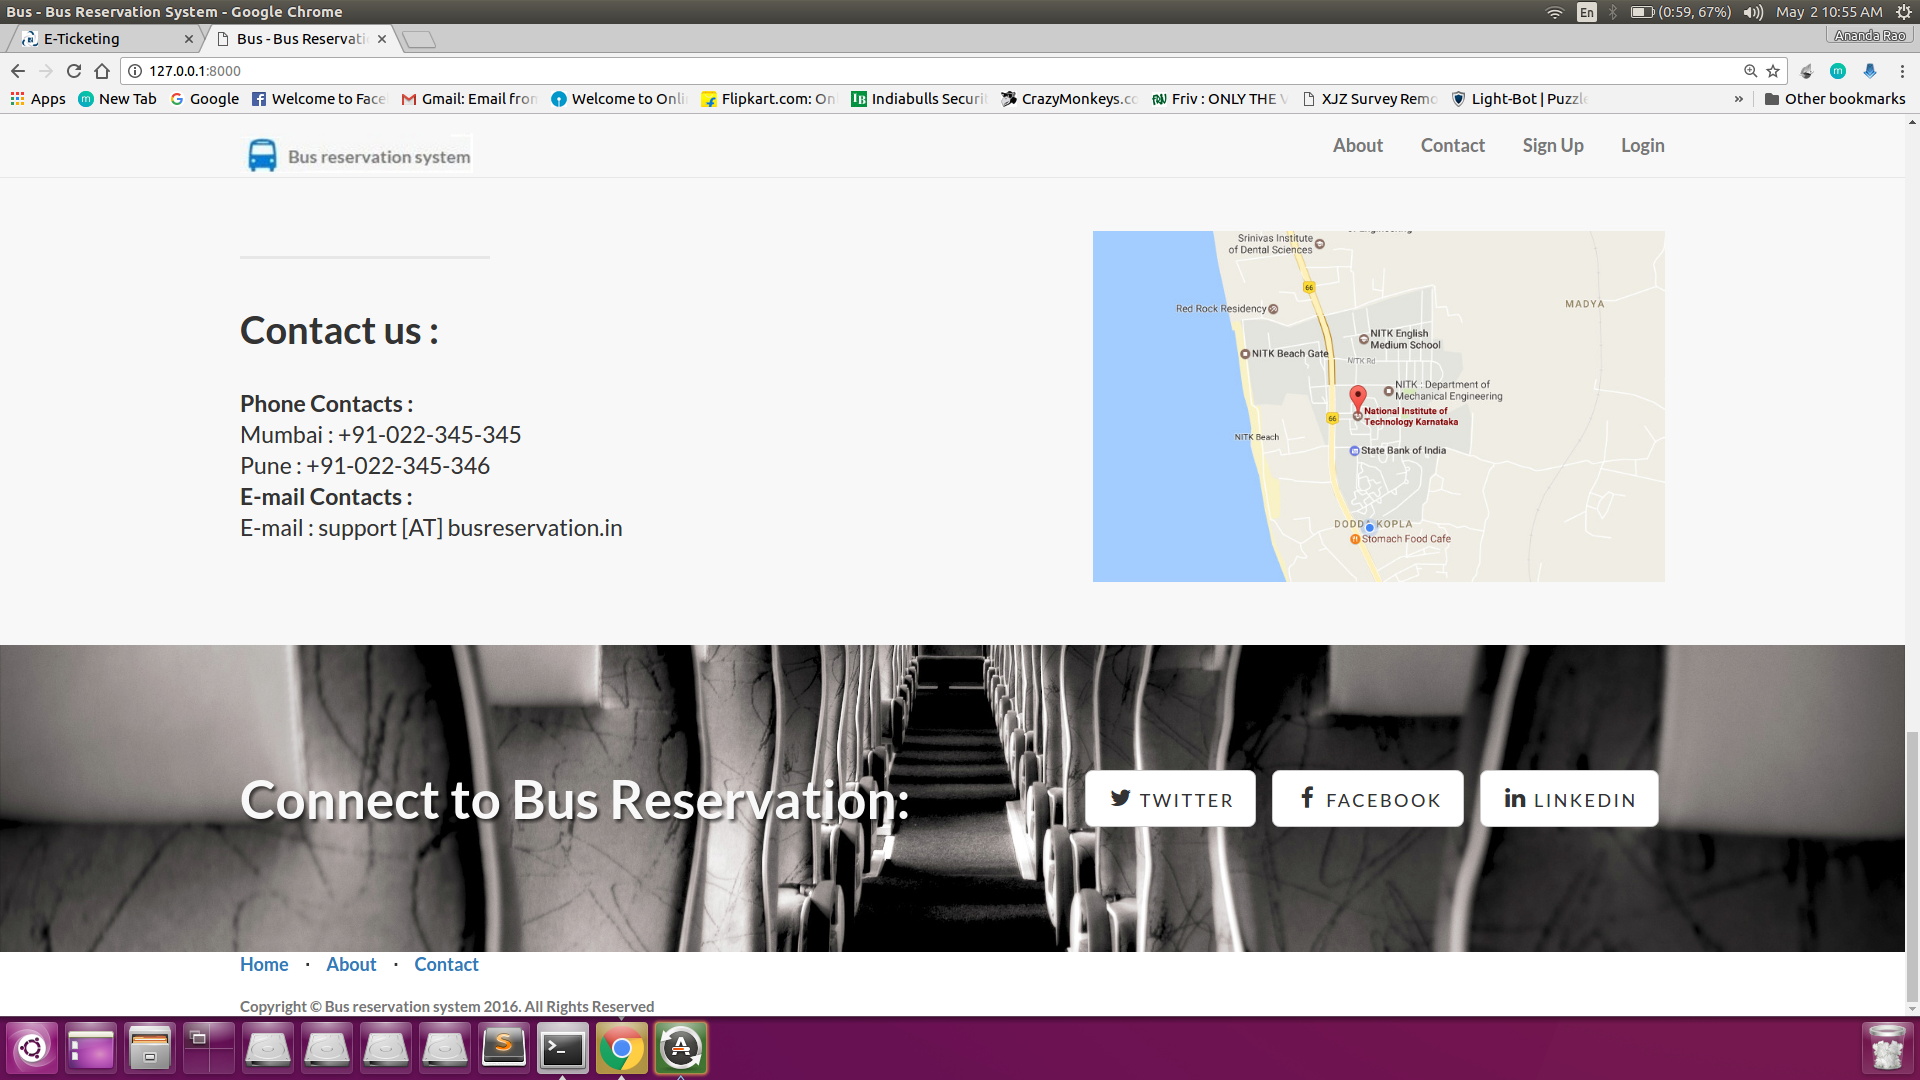 Bus - Bus Reservation System - Google Chrome
En (0:59, 67%) May 2 10:55 AM
E-Ticketing Bus - Bus Reservati
Ananda Rao
127.0.0.1:8000
Apps New Tab Google Welcome to Face Gmail: Email from Welcome to Onli Flipkart.com: Onl Indiabulls Securit CrazyMonkeys.co Friv : ONLY THE XJZ Survey Remo Light-Bot | Puzzle » Other bookmarks
Bus reservation system
About Contact Sign Up Login
Srinivas Institute
of Dental Sciences
66
Red Rock Residency
MADYA
NITK English
Medium School
NITK Beach Gate
NITK Rd
NITK : Department of
Mechanical Engineering
National Institute of
Technology Karnataka
66
NITK Beach
State Bank of India
DODDA KOPLA
Stomach Food Cafe
Contact us :
Phone Contacts :
Mumbai : +91-022-345-345
Pune : +91-022-345-346
E-mail Contacts :
E-mail : support [AT] busreservation.in
Connect to Bus Reservation:
TWITTER FACEBOOK LINKEDIN
Home · About · Contact
Copyright © Bus reservation system 2016. All Rights Reserved